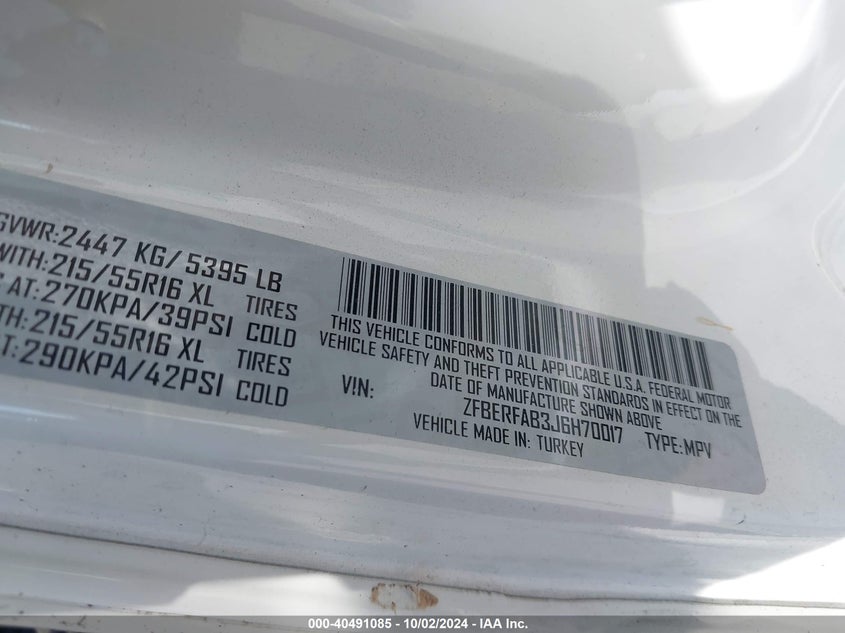 GVWR:2447 KG/5395 LB
WITH:215/55R16 XL TIRES
AT:270KPA/39PSI COLD
215/55R16 XL TIRES
AT:290KPA/42PSI COLD
THIS VEHICLE CONFORMS TO ALL APPLICABLE U.S.A. FEDERAL MOTOR
VEHICLE SAFETY AND THEFT PREVENTION STANDARDS IN EFFECT ON THE
DATE OF MANUFACTURE SHOWN ABOVE
VIN: ZFBERFAB3J6H70017 TYPE:MPV
VEHICLE MADE IN: TURKEY
000-40491085 - 10/02/2024 - IAA Inc.